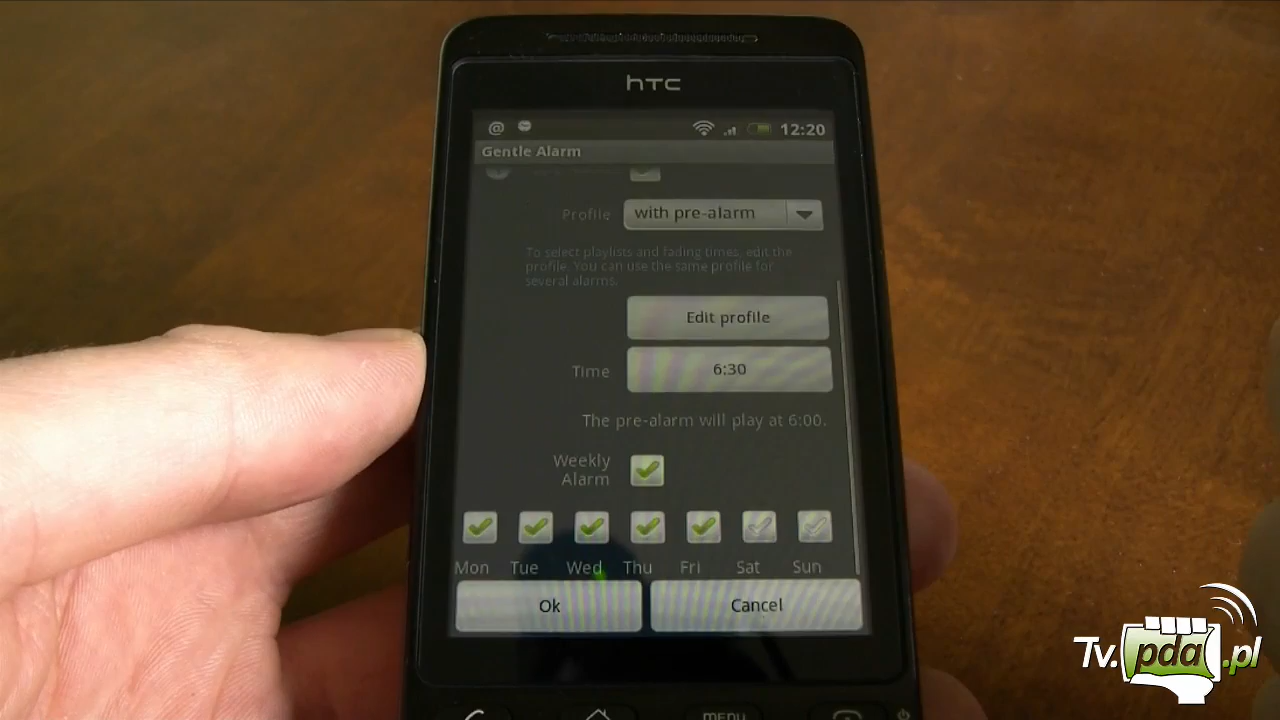 hTC
@ 12:20
Gentle Alarm
Profile with pre-alarm
To select playlists and fading times, edit the
profile. You can use the same profile for
several alarms.
Edit profile
Time 6:30
The pre-alarm will play at 6:00.
Weekly
Alarm
Mon Tue Wed Thu Fri Sat Sun
Ok Cancel
MENU
Tv.pda.pl